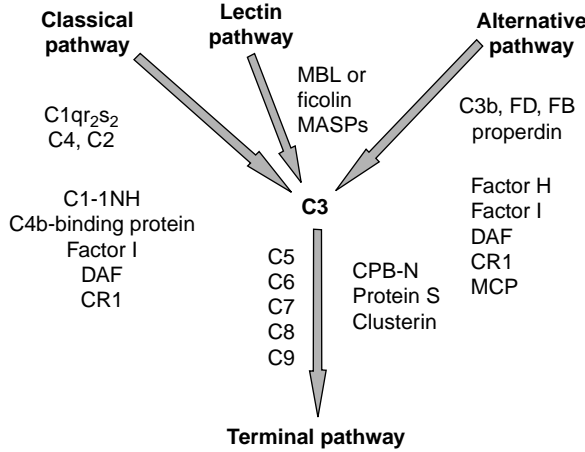 Classical
pathway
Lectin
pathway
Alternative
pathway
MBL or
ficolin
MASPs
C1qr₂s₂
C4, C2
C3b, FD, FB
properdin
C1-1NH
C4b-binding protein
Factor I
DAF
CR1
C3
Factor H
Factor I
DAF
CR1
MCP
C5
C6
C7
C8
C9
CPB-N
Protein S
Clusterin
Terminal pathway